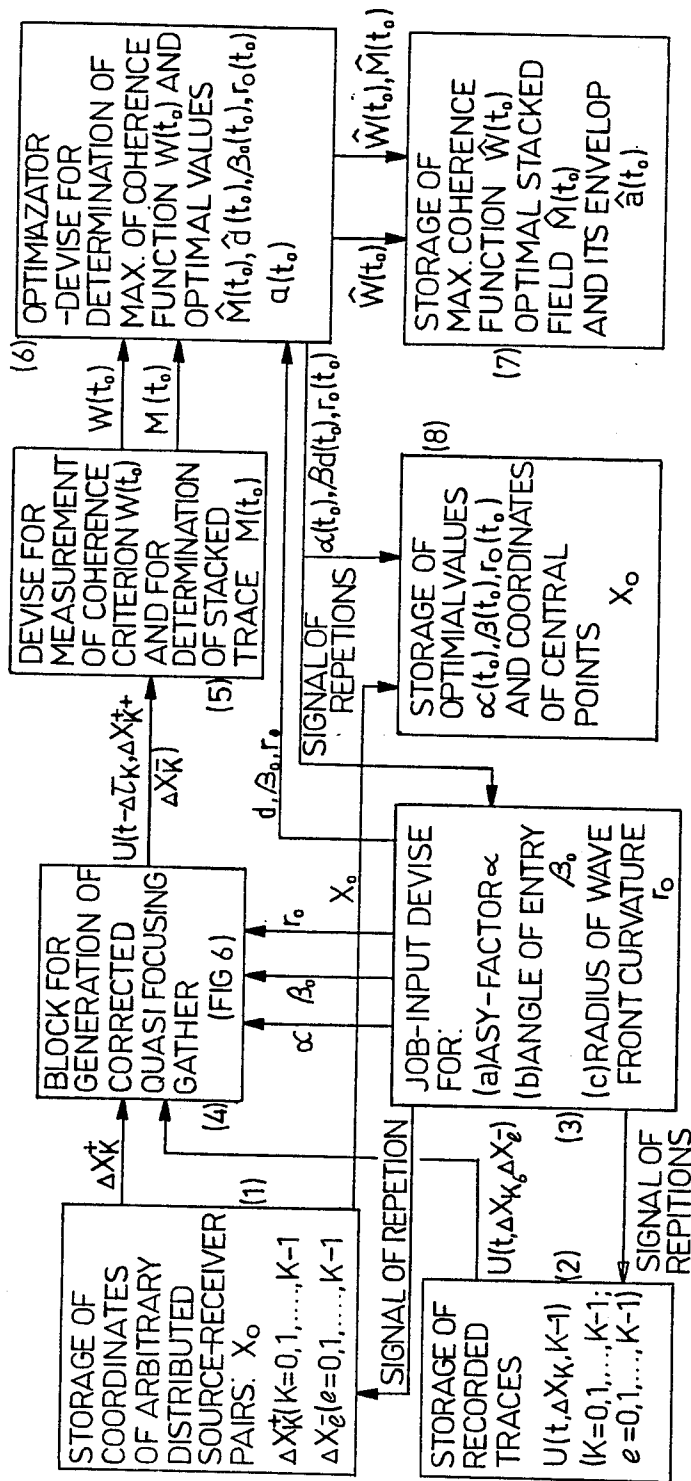 STORAGE OF
COORDINATES
OF ARBITRARY
DISTRIBUTED
SOURCE-RECEIVER
PAIRS: X₀
ΔX⁺K(K=0,1,....,K-1
ΔX⁻e(e=0,1,....,K-1
(1)
ΔX⁺K
STORAGE OF
RECORDED
TRACES
U(t,ΔXK,K-1)
(K=0,1,...,K-1;
e=0,1,...,K-1)
(2)
SIGNAL OF REPETION
SIGNAL OF
REPITIONS
BLOCK FOR
GENERATION OF
CORRECTED
QUASI FOCUSING
GATHER
(FIG 6)
(4)
∝
β₀
r₀
JOB-INPUT DEVISE
FOR:
(a)ASY-FACTOR∝
(b)ANGLE OF ENTRY
β₀
(c)RADIUS OF WAVE
FRONT CURVATURE
r₀
(3)
U(t-Δτ̄K,ΔX⁺K+
ΔX⁻K)
X₀
d,β₀,r₀
SIGNAL OF
REPETIONS
DEVISE FOR
MEASUREMENT
OF COHERENCE
CRITERION W(t₀)
AND FOR
DETERMINATION
OF STACKED
TRACE M(t₀)
(5)
W(t₀)
M(t₀)
α(t₀),βd(t₀),r₀(t₀)
STORAGE OF
OPTIMIAL VALUES
∝(t₀),β(t₀),r₀(t₀)
AND COORDINATES
OF CENTRAL
POINTS
X₀
(8)
(6)
OPTIMAZATOR
-DEVISE FOR
DETERMINATION OF
MAX. OF COHERENCE
FUNCTION W(t₀) AND
OPTIMAL VALUES
M̂(t₀),d̂(t₀),β₀(t₀),r₀(t₀)
a(t₀)
Ŵ(t₀)
Ŵ(t₀),M̂(t₀)
STORAGE OF
MAX. COHERENCE
FUNCTION Ŵ(t₀)
OPTIMAL STACKED
FIELD M̂(t₀)
AND ITS ENVELOP
â(t₀)
(7)